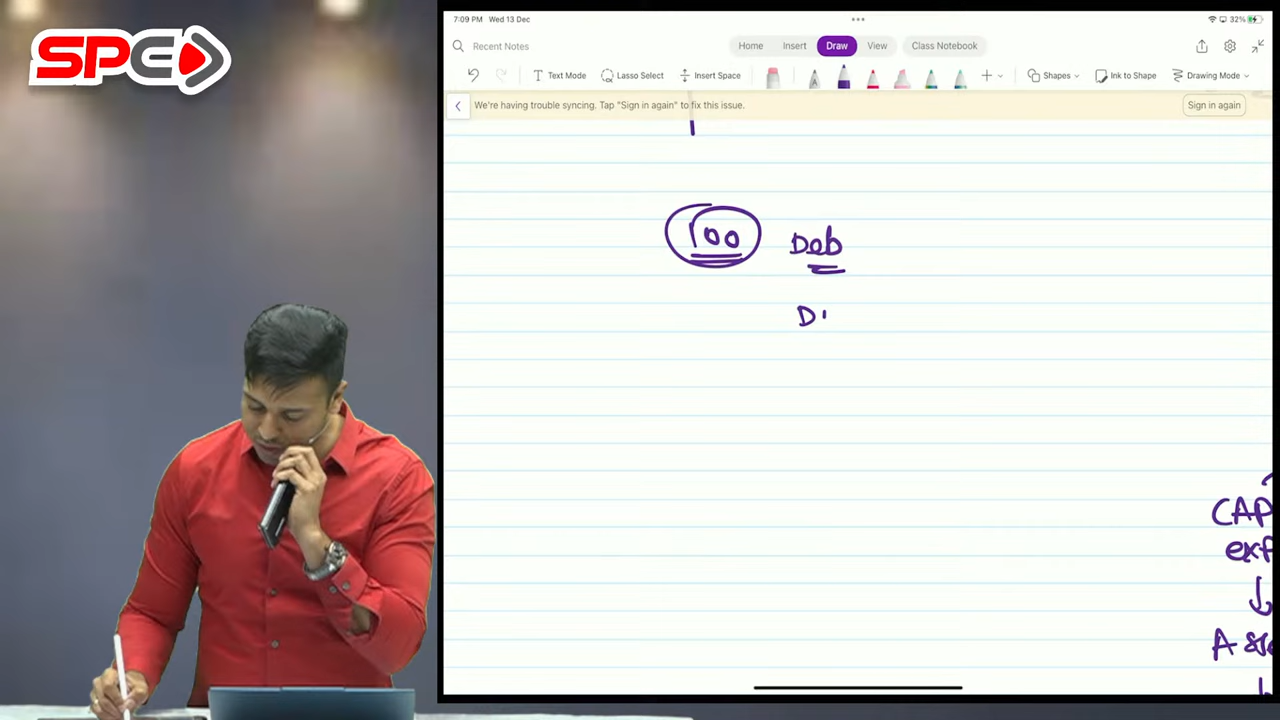 SPE
7:09 PM Wed 13 Dec
32%
Recent Notes
Home Insert Draw View Class Notebook
Text Mode Lasso Select Insert Space Shapes Ink to Shape Drawing Mode
We're having trouble syncing. Tap "Sign in again" to fix this issue. Sign in again
100 Deb
D
CAP
exp
A